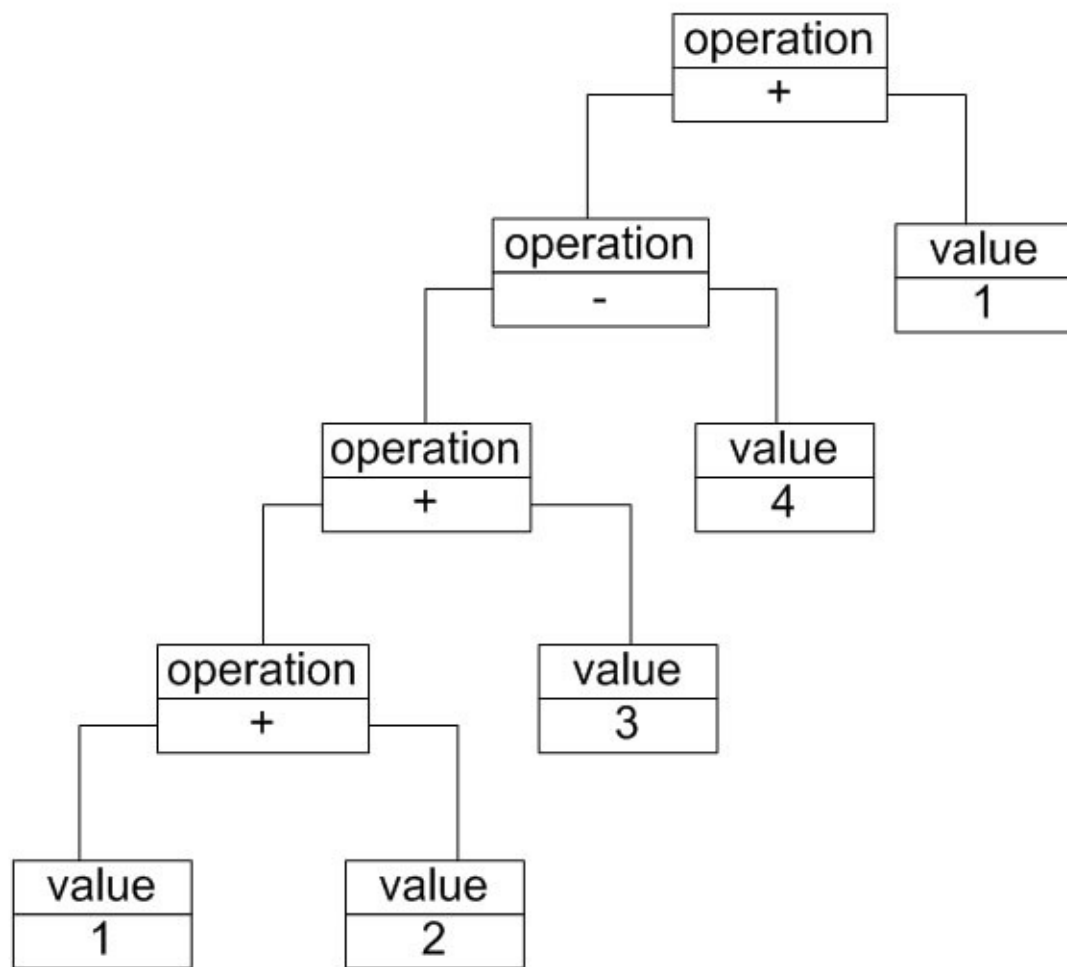 operation
+
operation
-
value
1
operation
+
value
4
operation
+
value
3
value
1
value
2